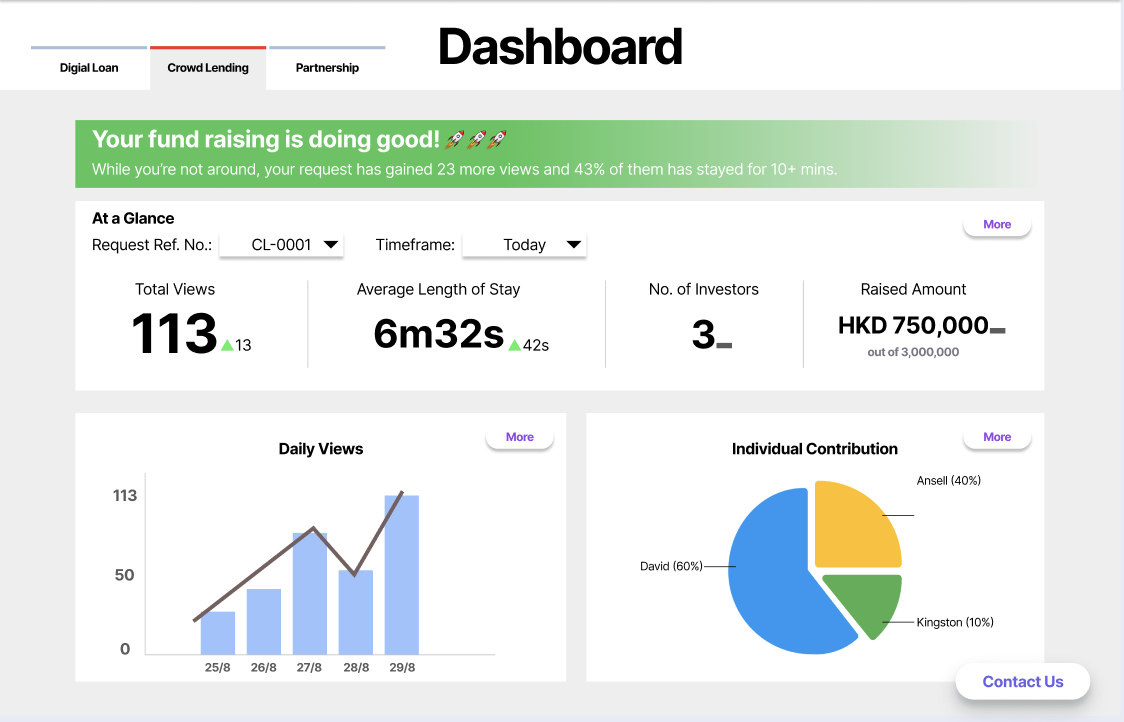 Dashboard
Digial Loan
Crowd Lending
Partnership
Your fund raising is doing good! 🚀🚀🚀
While you're not around, your request has gained 23 more views and 43% of them has stayed for 10+ mins.
At a Glance
More
Request Ref. No.: CL-0001 Timeframe: Today
Total Views
113 13
Average Length of Stay
6m32s 42s
No. of Investors
3
Raised Amount
HKD 750,000
out of 3,000,000
More
Daily Views
113
50
0
25/8 26/8 27/8 28/8 29/8
More
Individual Contribution
Ansell (40%)
David (60%)
Kingston (10%)
Contact Us